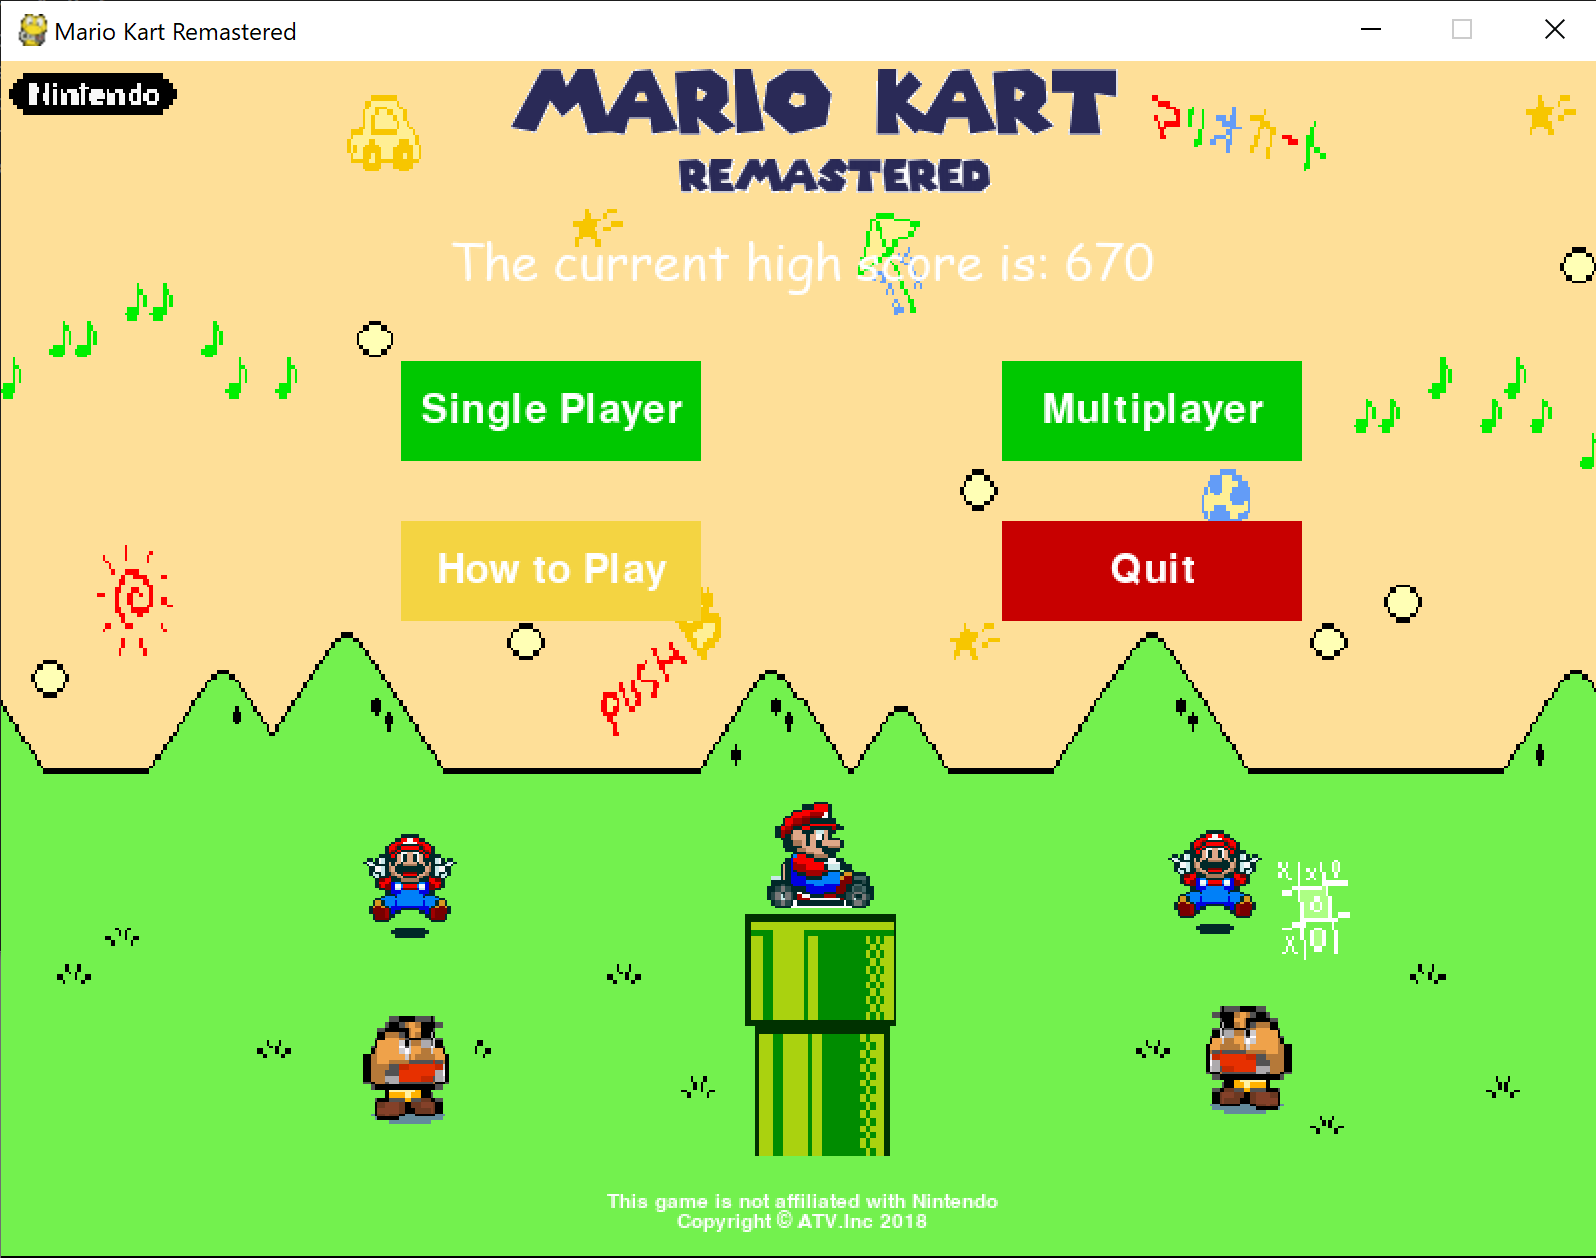 Mario Kart Remastered
Nintendo
MARIO KART
REMASTERED
マリオカート
The current high score is: 670
Single Player
Multiplayer
How to Play
Quit
PUSH
X X O
O
X O
This game is not affiliated with Nintendo
Copyright © ATV.Inc 2018